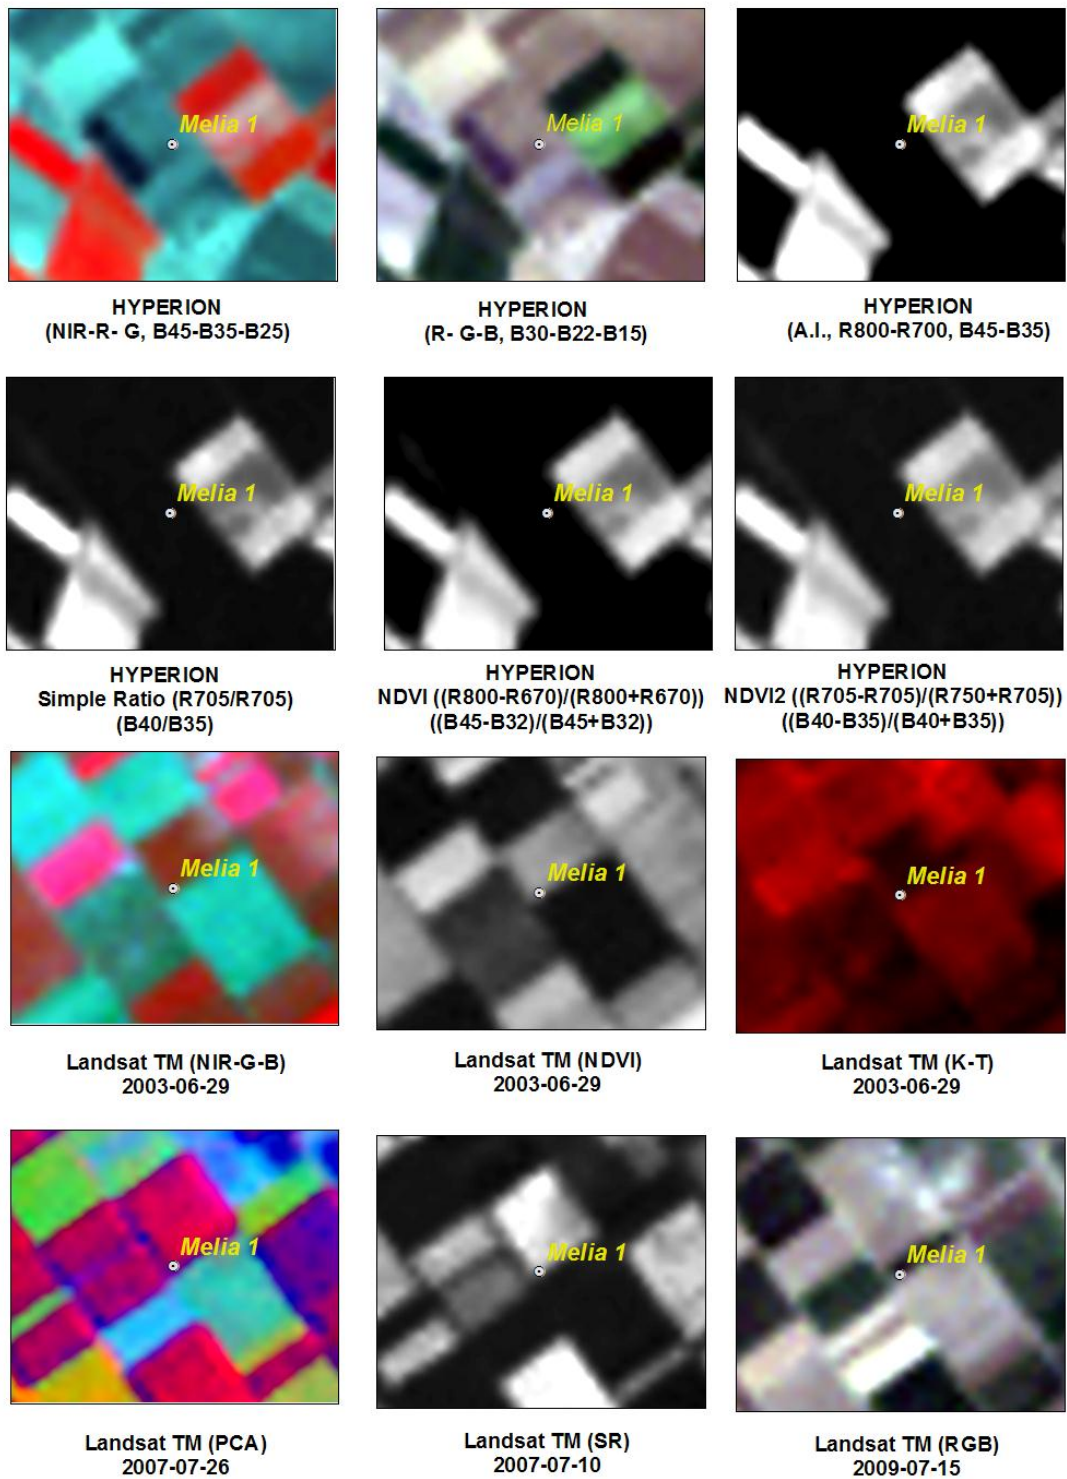 Melia 1
Melia 1
Melia 1
HYPERION
(NIR-R- G, B45-B35-B25)
HYPERION
(R- G-B, B30-B22-B15)
HYPERION
(A.I., R800-R700, B45-B35)
Melia 1
Melia 1
Melia 1
HYPERION
Simple Ratio (R705/R705)
(B40/B35)
HYPERION
NDVI ((R800-R670)/(R800+R670))
((B45-B32)/(B45+B32))
HYPERION
NDVI2 ((R705-R705)/(R750+R705))
((B40-B35)/(B40+B35))
Melia 1
Melia 1
Melia 1
Landsat TM (NIR-G-B)
2003-06-29
Landsat TM (NDVI)
2003-06-29
Landsat TM (K-T)
2003-06-29
Melia 1
Melia 1
Melia 1
Landsat TM (PCA)
2007-07-26
Landsat TM (SR)
2007-07-10
Landsat TM (RGB)
2009-07-15